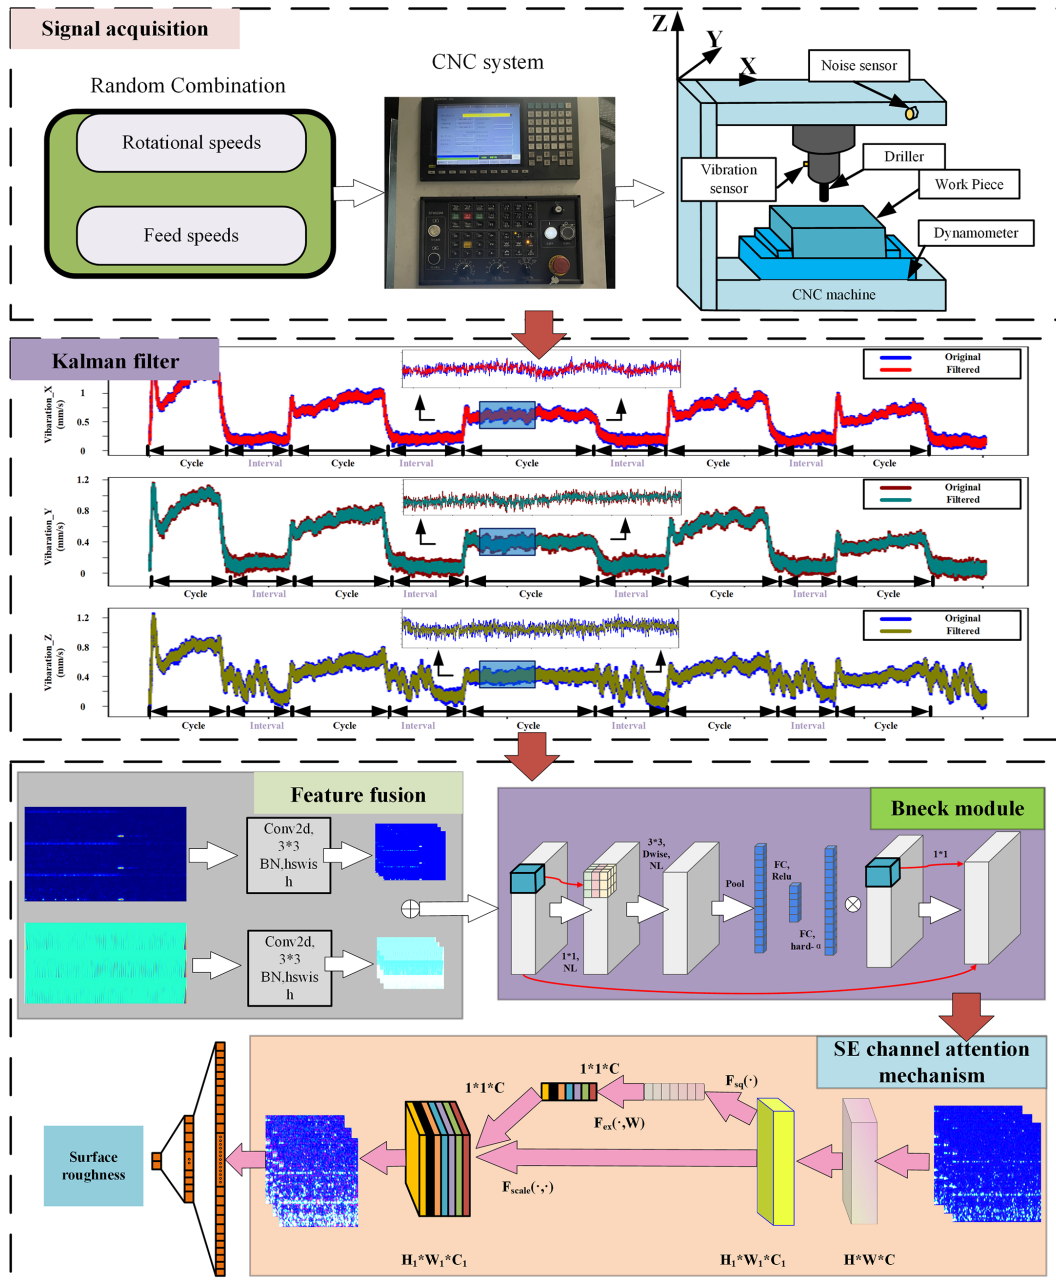 Signal acquisition
Random Combination
Rotational speeds
Feed speeds
CNC system
Z
Y
X
Noise sensor
Vibration
sensor
Driller
Work Piece
Dynamometer
CNC machine
Kalman filter
Vibaration_X
(mm/s)
1
0.5
0
Original
Filtered
Cycle
Interval
Cycle
Interval
Cycle
Interval
Cycle
Interval
Cycle
Vibaration_Y
(mm/s)
1.2
0.8
0.4
0
Original
Filtered
Cycle
Interval
Cycle
Interval
Cycle
Interval
Cycle
Interval
Cycle
Vibaration_Z
(mm/s)
1.2
0.8
0.4
0
Original
Filtered
Cycle
Interval
Cycle
Interval
Cycle
Interval
Cycle
Interval
Cycle
Feature fusion
Conv2d,
3*3
BN,hswis
h
Conv2d,
3*3
BN,hswis
h
Bneck module
1*1,
NL
3*3,
Dwise,
NL
Pool
FC,
Relu
FC,
hard- α
1*1
SE channel attention
mechanism
1*1*C
1*1*C
Fsq(·)
Fex(·,W)
Fscale(·,·)
H1*W1*C1
H1*W1*C1
H*W*C
Surface
roughness